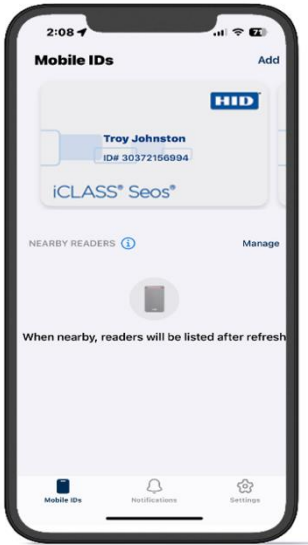 2:08
Mobile IDs
Add
HID
Troy Johnston
ID# 30372156994
iCLASS® Seos®
NEARBY READERS
Manage
When nearby, readers will be listed after refresh
Mobile IDs
Notifications
Settings